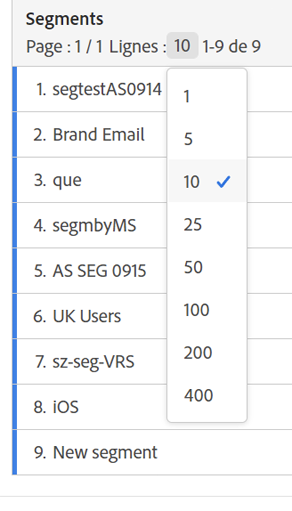 Segments
Page : 1 / 1 Lignes : 10 1-9 de 9
1. segtestAS0914
2. Brand Email
3. que
4. segmbyMS
5. AS SEG 0915
6. UK Users
7. sz-seg-VRS
8. iOS
9. New segment
1
5
10
25
50
100
200
400